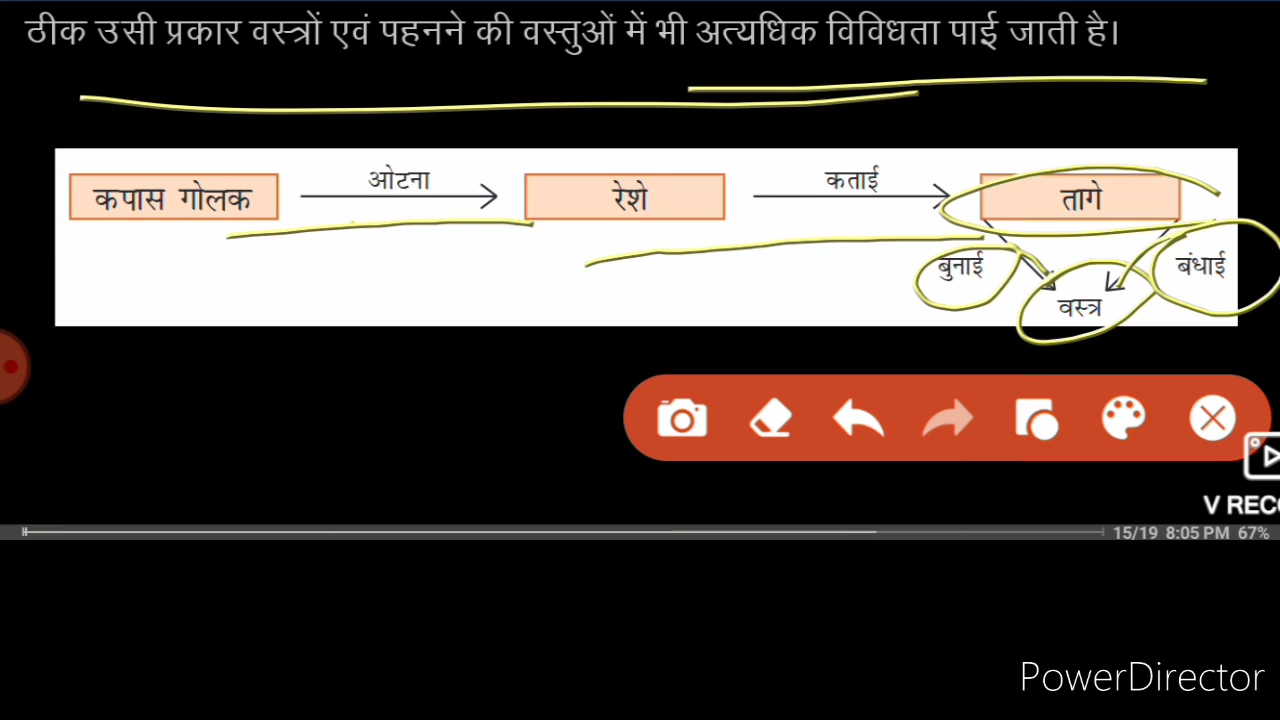 ठीक उसी प्रकार वस्त्रों एवं पहनने की वस्तुओं में भी अत्यधिक विविधता पाई जाती है।
कपास गोलक ओटना रेशे कताई तागे
बुनाई बंधाई
वस्त्र
V REC
15/19 8:05 PM 67%
PowerDirector